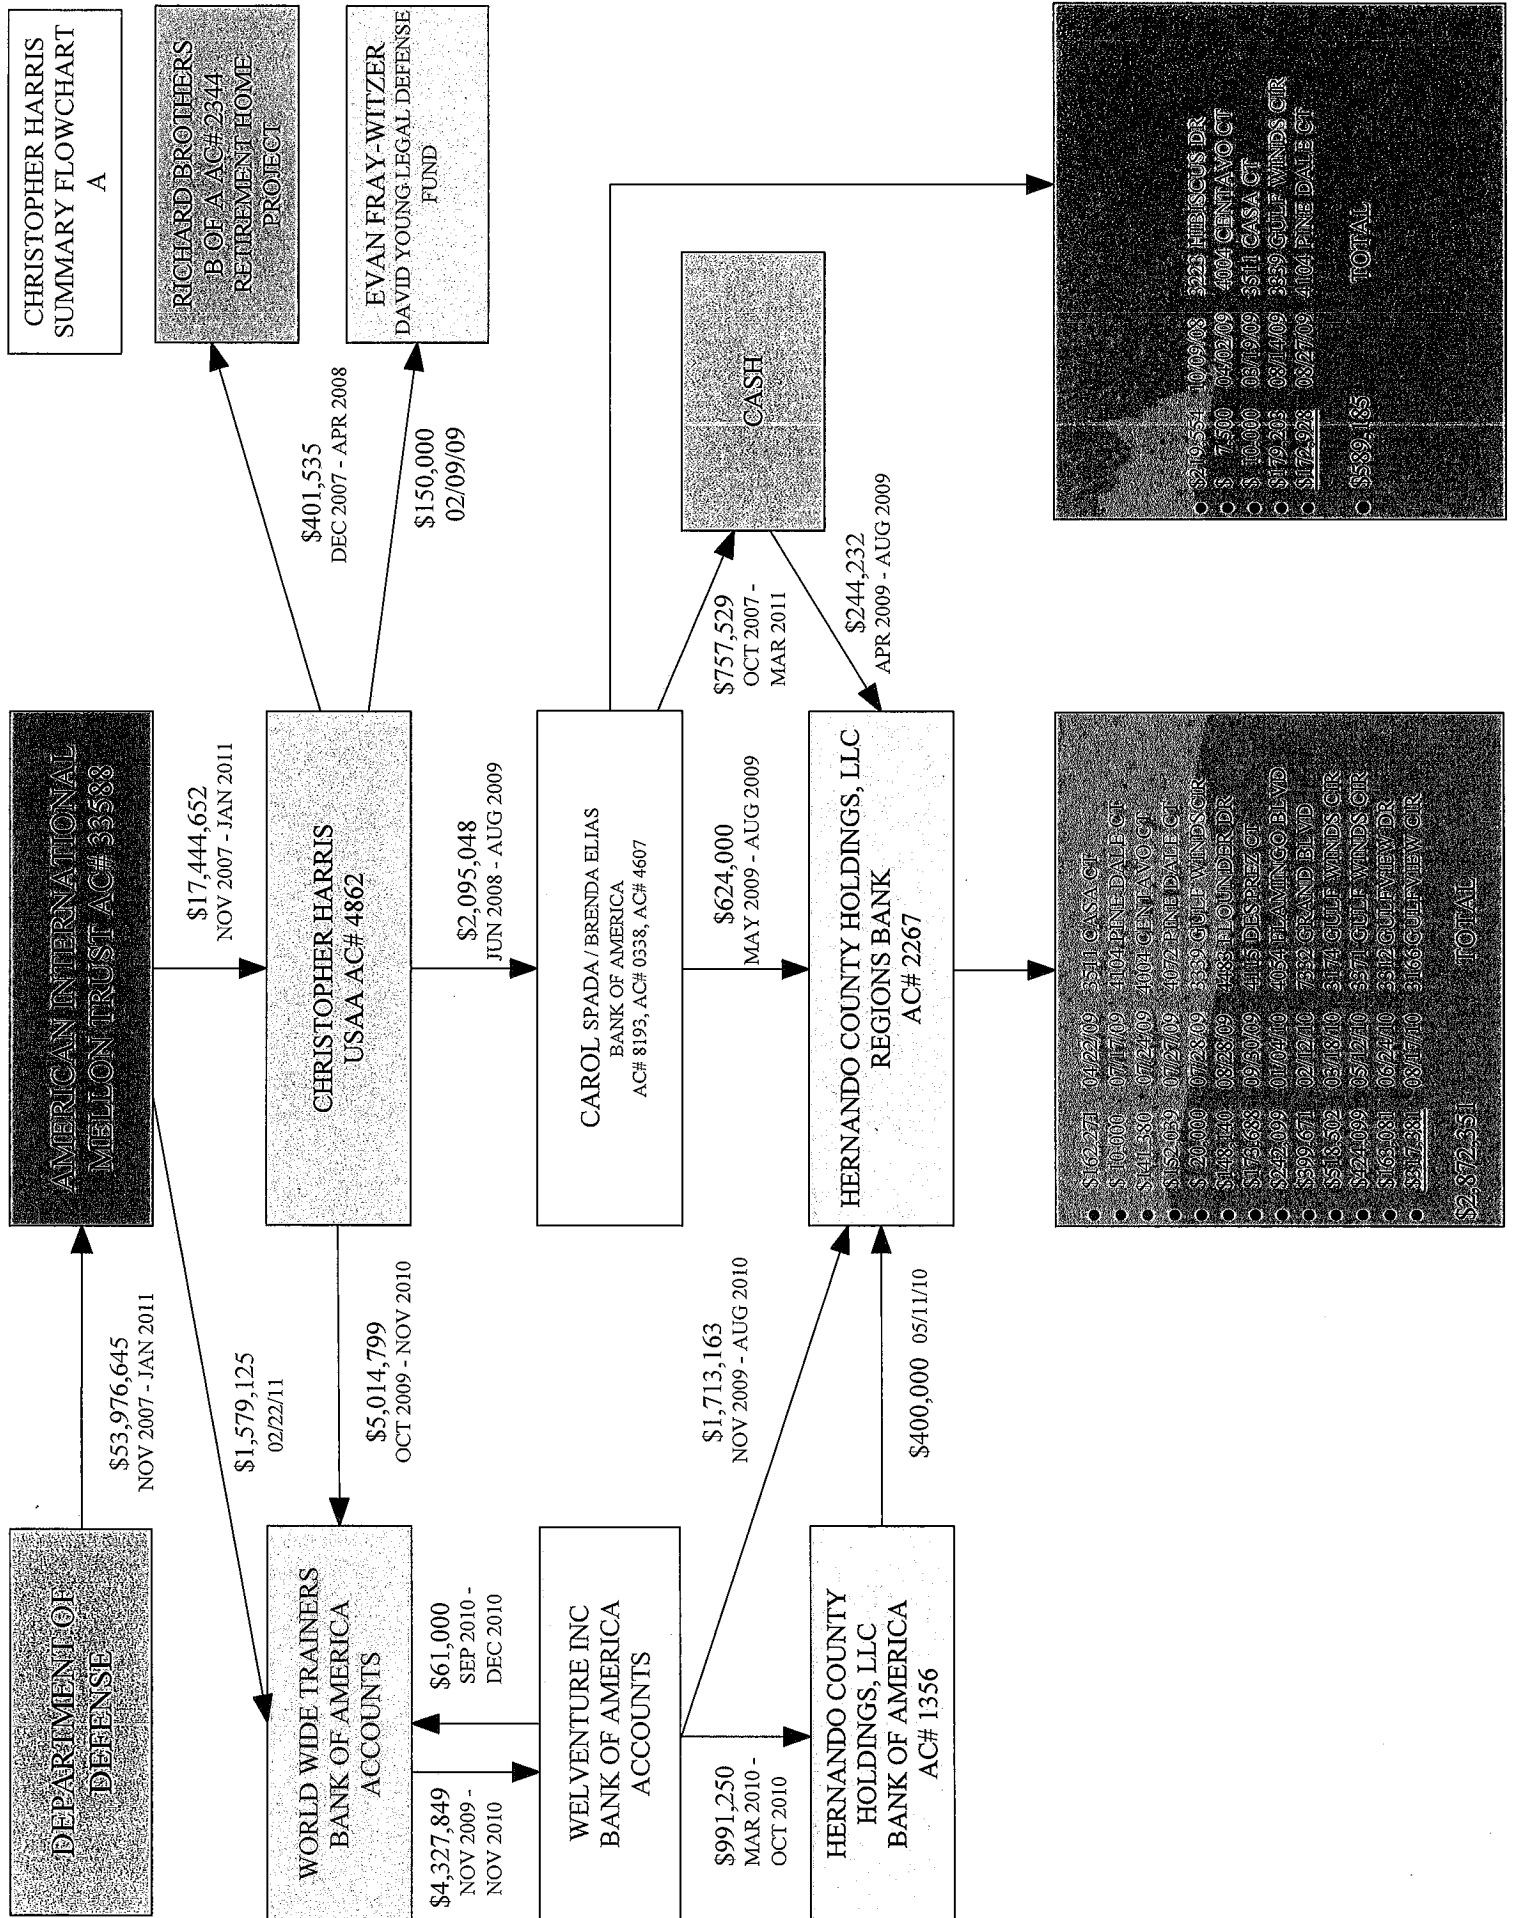 DEPARTMENT OF
DEFENSE
$53,976,645
NOV 2007 - JAN 2011
AMERICAN INTERNATIONAL
MELLON TRUST AC# 33588
CHRISTOPHER HARRIS
SUMMARY FLOWCHART
A
$1,579,125
02/22/11
$17,444,652
NOV 2007 - JAN 2011
RICHARD BROTHERS
B OF A AC# 2344
RETIREMENT HOME
PROJECT
WORLD WIDE TRAINERS
BANK OF AMERICA
ACCOUNTS
$5,014,799
OCT 2009 - NOV 2010
CHRISTOPHER HARRIS
USAA AC# 4862
$401,535
DEC 2007 - APR 2008
$150,000
02/09/09
EVAN FRAY-WITZER
DAVID YOUNG LEGAL DEFENSE
FUND
$4,327,849
NOV 2009 -
NOV 2010
$61,000
SEP 2010 -
DEC 2010
$2,095,048
JUN 2008 - AUG 2009
WELVENTURE INC
BANK OF AMERICA
ACCOUNTS
CAROL SPADA / BRENDA ELIAS
BANK OF AMERICA
AC# 8193, AC# 0338, AC# 4607
$991,250
MAR 2010 -
OCT 2010
$1,713,163
NOV 2009 - AUG 2010
$624,000
MAY 2009 - AUG 2009
$757,529
OCT 2007 -
MAR 2011
CASH
$244,232
APR 2009 - AUG 2009
HERNANDO COUNTY
HOLDINGS, LLC
BANK OF AMERICA
AC# 1356
$400,000 05/11/10
HERNANDO COUNTY HOLDINGS, LLC
REGIONS BANK
AC# 2267
• $162,271 04/22/09 3511 CASA CT
• $ 10,000 07/17/09 4104 PINE DALE CT
• $141,380 07/24/09 4004 CENTAVO CT
• $152,039 07/27/09 4072 PLEIDALE CT
• $ 20,000 07/28/09 3339 GULF WINDS CIR
• $148,140 08/28/09 4483 FLOUNDER DR
• $173,688 09/30/09 4115 DESPREZ CT
• $242,099 01/04/10 4054 FLAMINGO BLVD
• $399,671 02/12/10 7352 GRAND BLVD
• $518,502 03/18/10 3374 GULF WINDS CIR
• $424,099 05/12/10 3371 GULF WINDS CIR
• $163,081 06/24/10 3312 GULFVIEW DR
• $317,381 08/17/10 3166 GULFVIEW CIR
$2,872,351 TOTAL
• $219,554 10/09/08 3223 HIBISCUS DR
• $ 7,500 04/02/09 4004 CENTAVO CT
• $ 10,000 03/19/09 3511 CASA CT
• $179,203 08/14/09 3339 GULF WINDS CIR
• $172,928 08/27/09 4104 PINE DALE CT
• $589,185 TOTAL